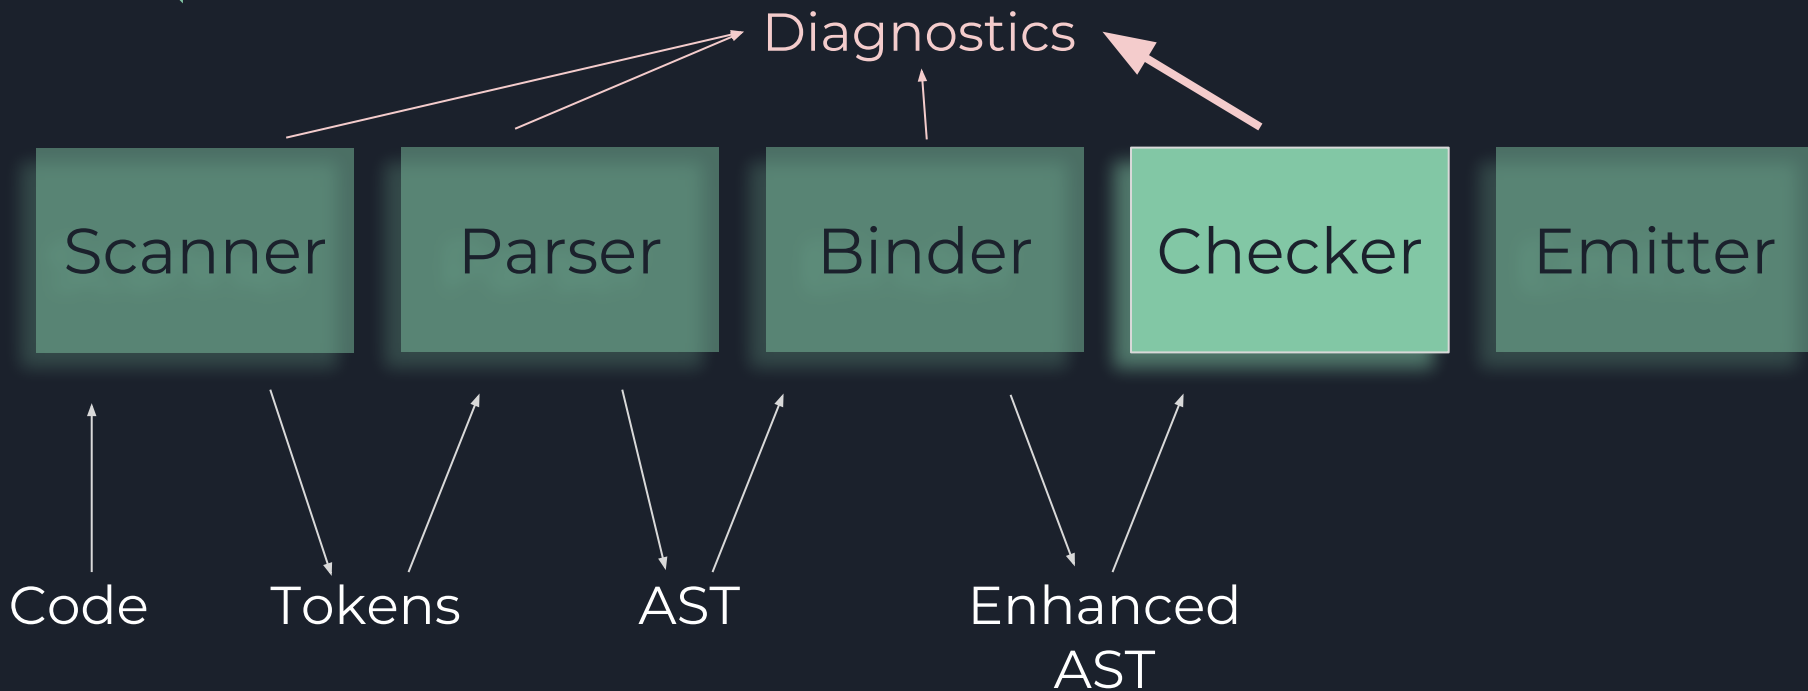 Diagnostics
Scanner
Parser
Binder
Checker
Emitter
Code
Tokens
AST
Enhanced
AST